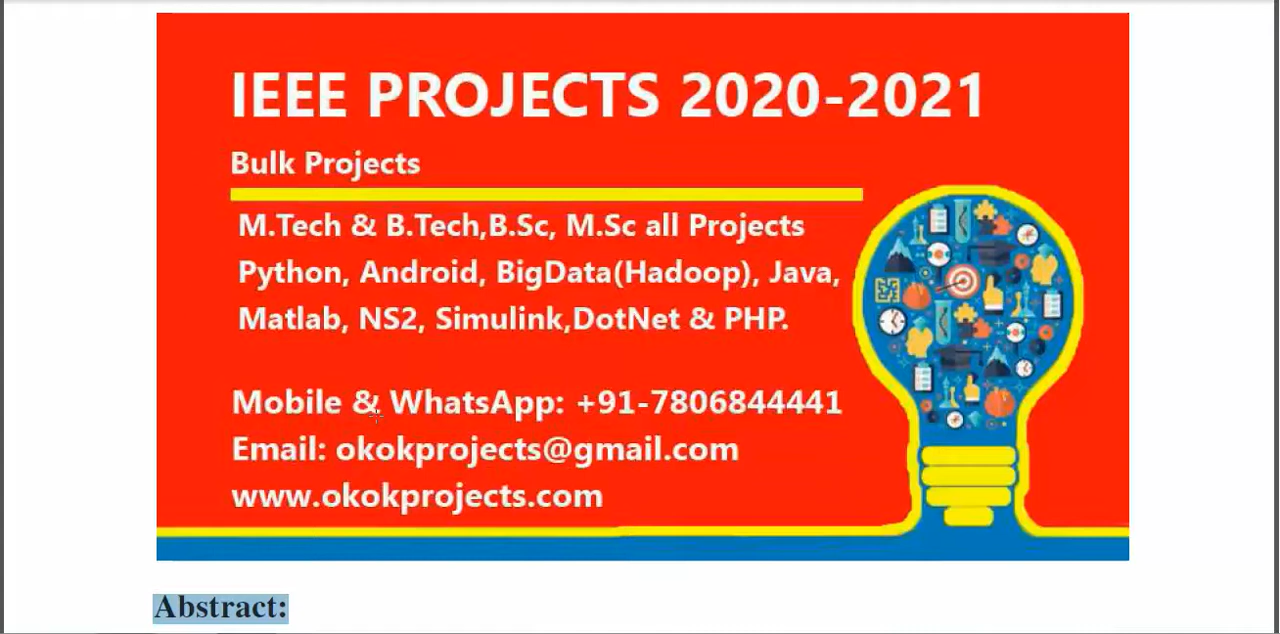 IEEE PROJECTS 2020-2021
Bulk Projects
M.Tech & B.Tech,B.Sc, M.Sc all Projects
Python, Android, BigData(Hadoop), Java,
Matlab, NS2, Simulink,DotNet & PHP.
Mobile & WhatsApp: +91-7806844441
Email: okokprojects@gmail.com
www.okokprojects.com
Abstract: